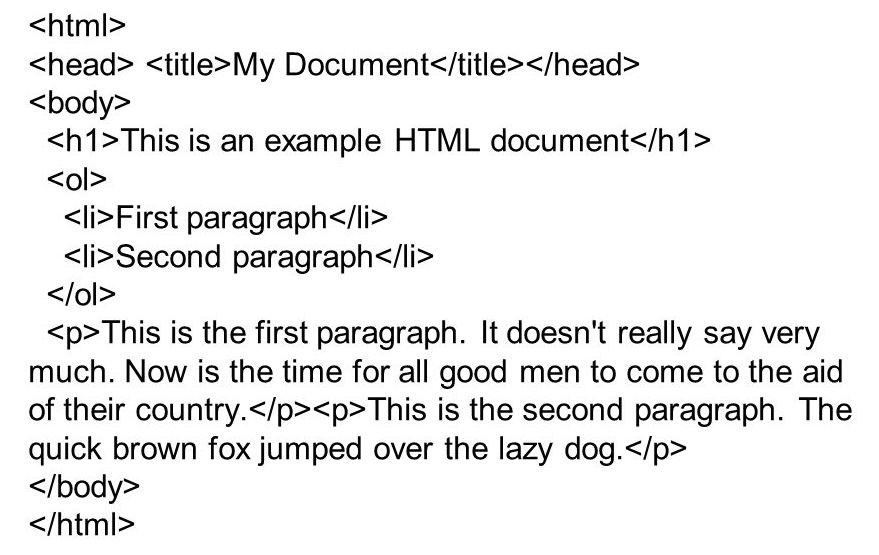 <html>
<head> <title>My Document</title></head>
<body>
<h1>This is an example HTML document</h1>
<ol>
<li>First paragraph</li>
<li>Second paragraph</li>
</ol>
<p>This is the first paragraph. It doesn't really say very
much. Now is the time for all good men to come to the aid
of their country.</p><p>This is the second paragraph. The
quick brown fox jumped over the lazy dog.</p>
</body>
</html>